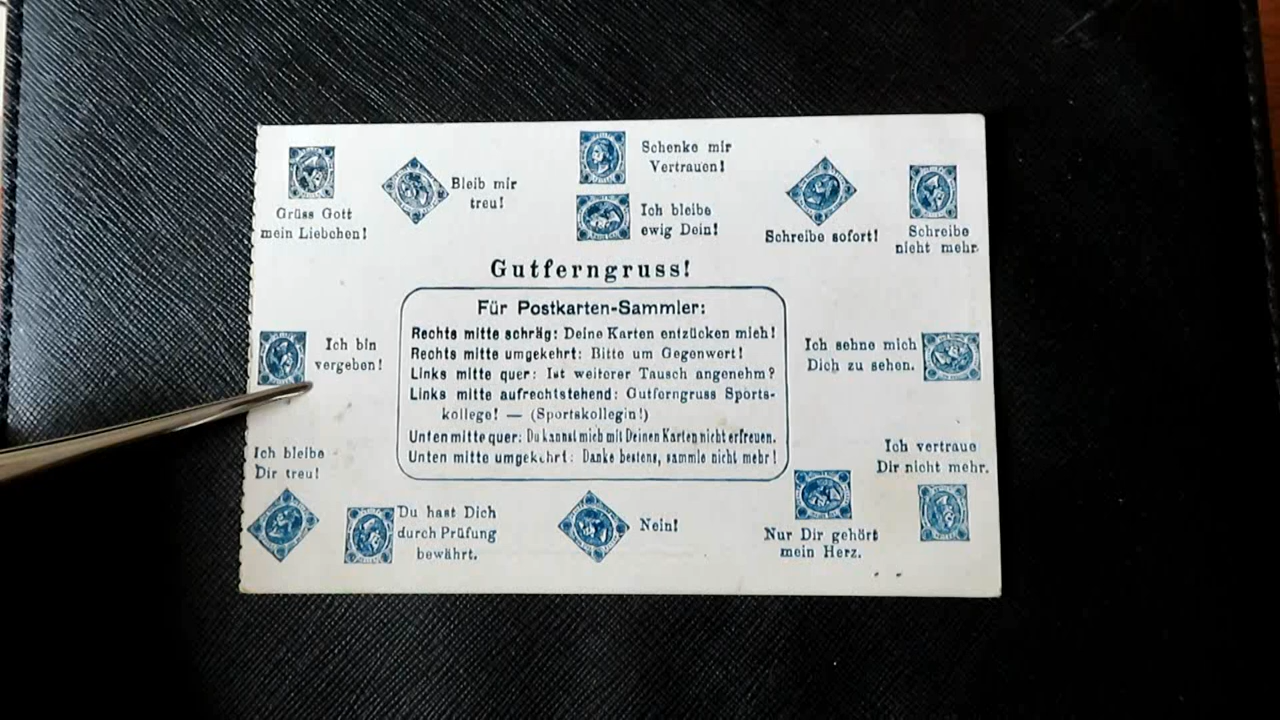 Grüss Gott
mein Liebchen!
Bleib mir
treu!
Schenke mir
Vertrauen!
Ich bleibe
ewig Dein!
Schreibe sofort!
Schreibe
nicht mehr.
Gutferngruss!
Für Postkarten-Sammler:
Rechts mitte schräg: Deine Karten entzücken mich!
Rechts mitte umgekehrt: Bitte um Gegenwert!
Links mitte quer: Ist weiterer Tausch angenehm?
Links mitte aufrechtstehend: Gutferngruss Sports-
kollege! — (Sportskollegin!)
Unten mitte quer: Du kannst mich mit Deinen Karten nicht erfreuen.
Unten mitte umgekehrt: Danke bestens, sammle nicht mehr!
Ich bin
vergeben!
Ich sehne mich
Dich zu sehen.
Ich bleibe
Dir treu!
Du hast Dich
durch Prüfung
bewährt.
Nein!
Nur Dir gehört
mein Herz.
Ich vertraue
Dir nicht mehr.